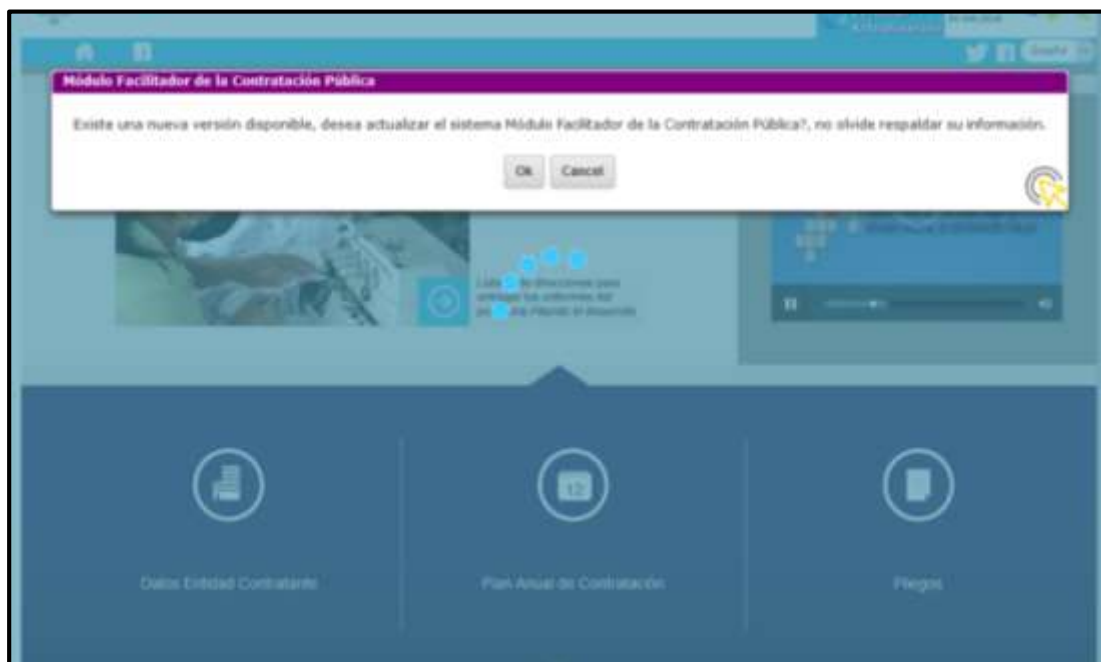 Módulo Facilitador de la Contratación Pública
Existe una nueva versión disponible, desea actualizar el sistema Módulo Facilitador de la Contratación Pública?, no olvide respaldar su información.
Ok Cancel
12
Datos Entidad Contratante
Plan Anual de Contratación
Pliegos